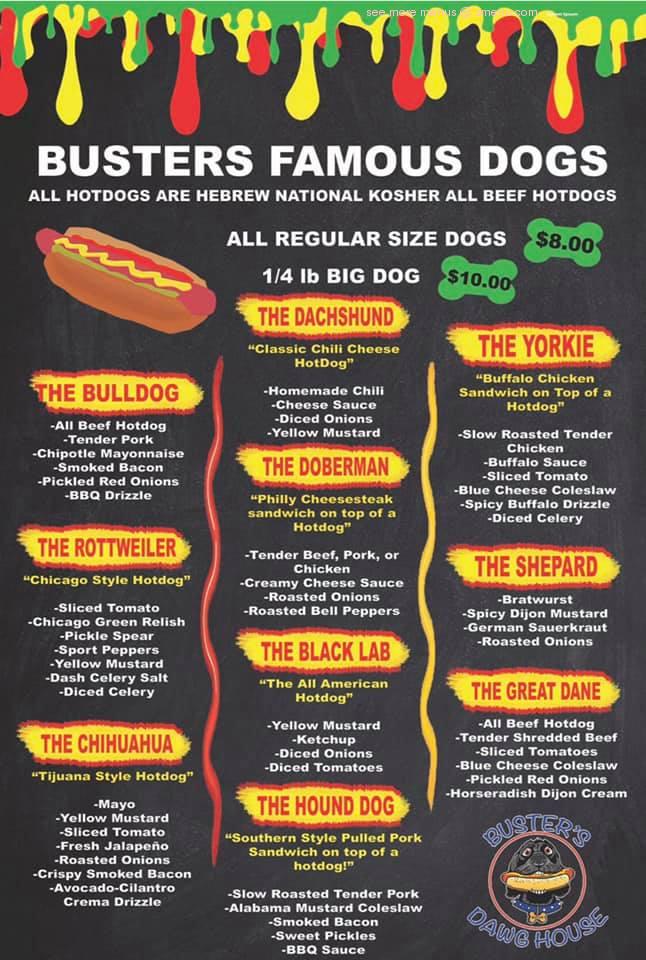 see more menus
BUSTERS FAMOUS DOGS
ALL HOTDOGS ARE HEBREW NATIONAL KOSHER ALL BEEF HOTDOGS
ALL REGULAR SIZE DOGS $8.00
1/4 lb BIG DOG $10.00
THE BULLDOG
-All Beef Hotdog
-Tender Pork
-Chipotle Mayonnaise
-Smoked Bacon
-Pickled Red Onions
-BBQ Drizzle
THE ROTTWEILER
“Chicago Style Hotdog”
-Sliced Tomato
-Chicago Green Relish
-Pickle Spear
-Sport Peppers
-Yellow Mustard
-Dash Celery Salt
-Diced Celery
THE CHIHUAHUA
“Tijuana Style Hotdog”
-Mayo
-Yellow Mustard
-Sliced Tomato
-Fresh Jalapeño
-Roasted Onions
-Crispy Smoked Bacon
-Avocado-Cilantro
Crema Drizzle
THE DACHSHUND
“Classic Chili Cheese
HotDog”
-Homemade Chili
-Cheese Sauce
-Diced Onions
-Yellow Mustard
THE DOBERMAN
“Philly Cheesesteak
sandwich on top of a
Hotdog”
-Tender Beef, Pork, or
Chicken
-Creamy Cheese Sauce
-Roasted Onions
-Roasted Bell Peppers
THE BLACK LAB
“The All American
Hotdog”
-Yellow Mustard
-Ketchup
-Diced Onions
-Diced Tomatoes
THE HOUND DOG
“Southern Style Pulled Pork
Sandwich on top of a
hotdog!”
-Slow Roasted Tender Pork
-Alabama Mustard Coleslaw
-Smoked Bacon
-Sweet Pickles
-BBQ Sauce
THE YORKIE
“Buffalo Chicken
Sandwich on Top of a
Hotdog”
-Slow Roasted Tender
Chicken
-Buffalo Sauce
-Sliced Tomato
-Blue Cheese Coleslaw
-Spicy Buffalo Drizzle
-Diced Celery
THE SHEPARD
-Bratwurst
-Spicy Dijon Mustard
-German Sauerkraut
-Roasted Onions
THE GREAT DANE
-All Beef Hotdog
-Tender Shredded Beef
-Sliced Tomatoes
-Blue Cheese Coleslaw
-Pickled Red Onions
-Horseradish Dijon Cream
BUSTER'S
DAWG HOUSE